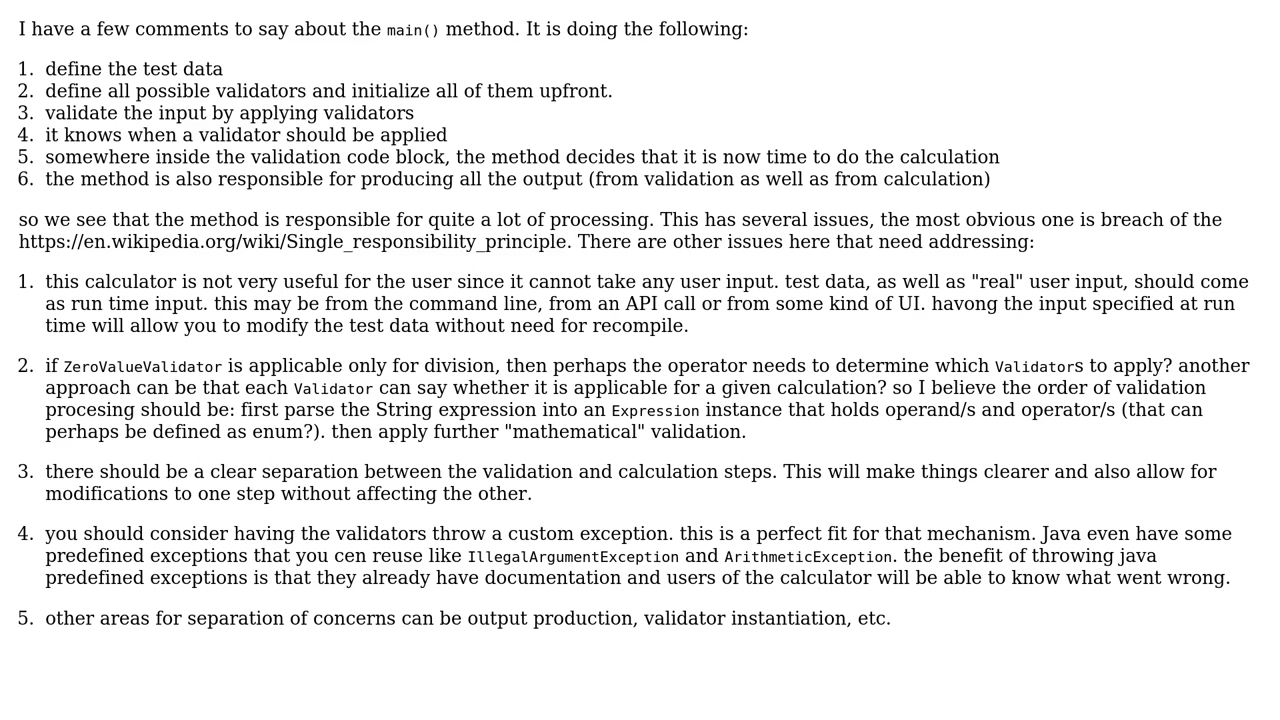 I have a few comments to say about the main() method. It is doing the following:
1. define the test data
2. define all possible validators and initialize all of them upfront.
3. validate the input by applying validators
4. it knows when a validator should be applied
5. somewhere inside the validation code block, the method decides that it is now time to do the calculation
6. the method is also responsible for producing all the output (from validation as well as from calculation)
so we see that the method is responsible for quite a lot of processing. This has several issues, the most obvious one is breach of the
https://en.wikipedia.org/wiki/Single_responsibility_principle. There are other issues here that need addressing:
1. this calculator is not very useful for the user since it cannot take any user input. test data, as well as "real" user input, should come
as run time input. this may be from the command line, from an API call or from some kind of UI. havong the input specified at run
time will allow you to modify the test data without need for recompile.
2. if ZeroValueValidator is applicable only for division, then perhaps the operator needs to determine which Validators to apply? another
approach can be that each Validator can say whether it is applicable for a given calculation? so I believe the order of validation
procesing should be: first parse the String expression into an Expression instance that holds operand/s and operator/s (that can
perhaps be defined as enum?). then apply further "mathematical" validation.
3. there should be a clear separation between the validation and calculation steps. This will make things clearer and also allow for
modifications to one step without affecting the other.
4. you should consider having the validators throw a custom exception. this is a perfect fit for that mechanism. Java even have some
predefined exceptions that you cen reuse like IllegalArgumentException and ArithmeticException. the benefit of throwing java
predefined exceptions is that they already have documentation and users of the calculator will be able to know what went wrong.
5. other areas for separation of concerns can be output production, validator instantiation, etc.